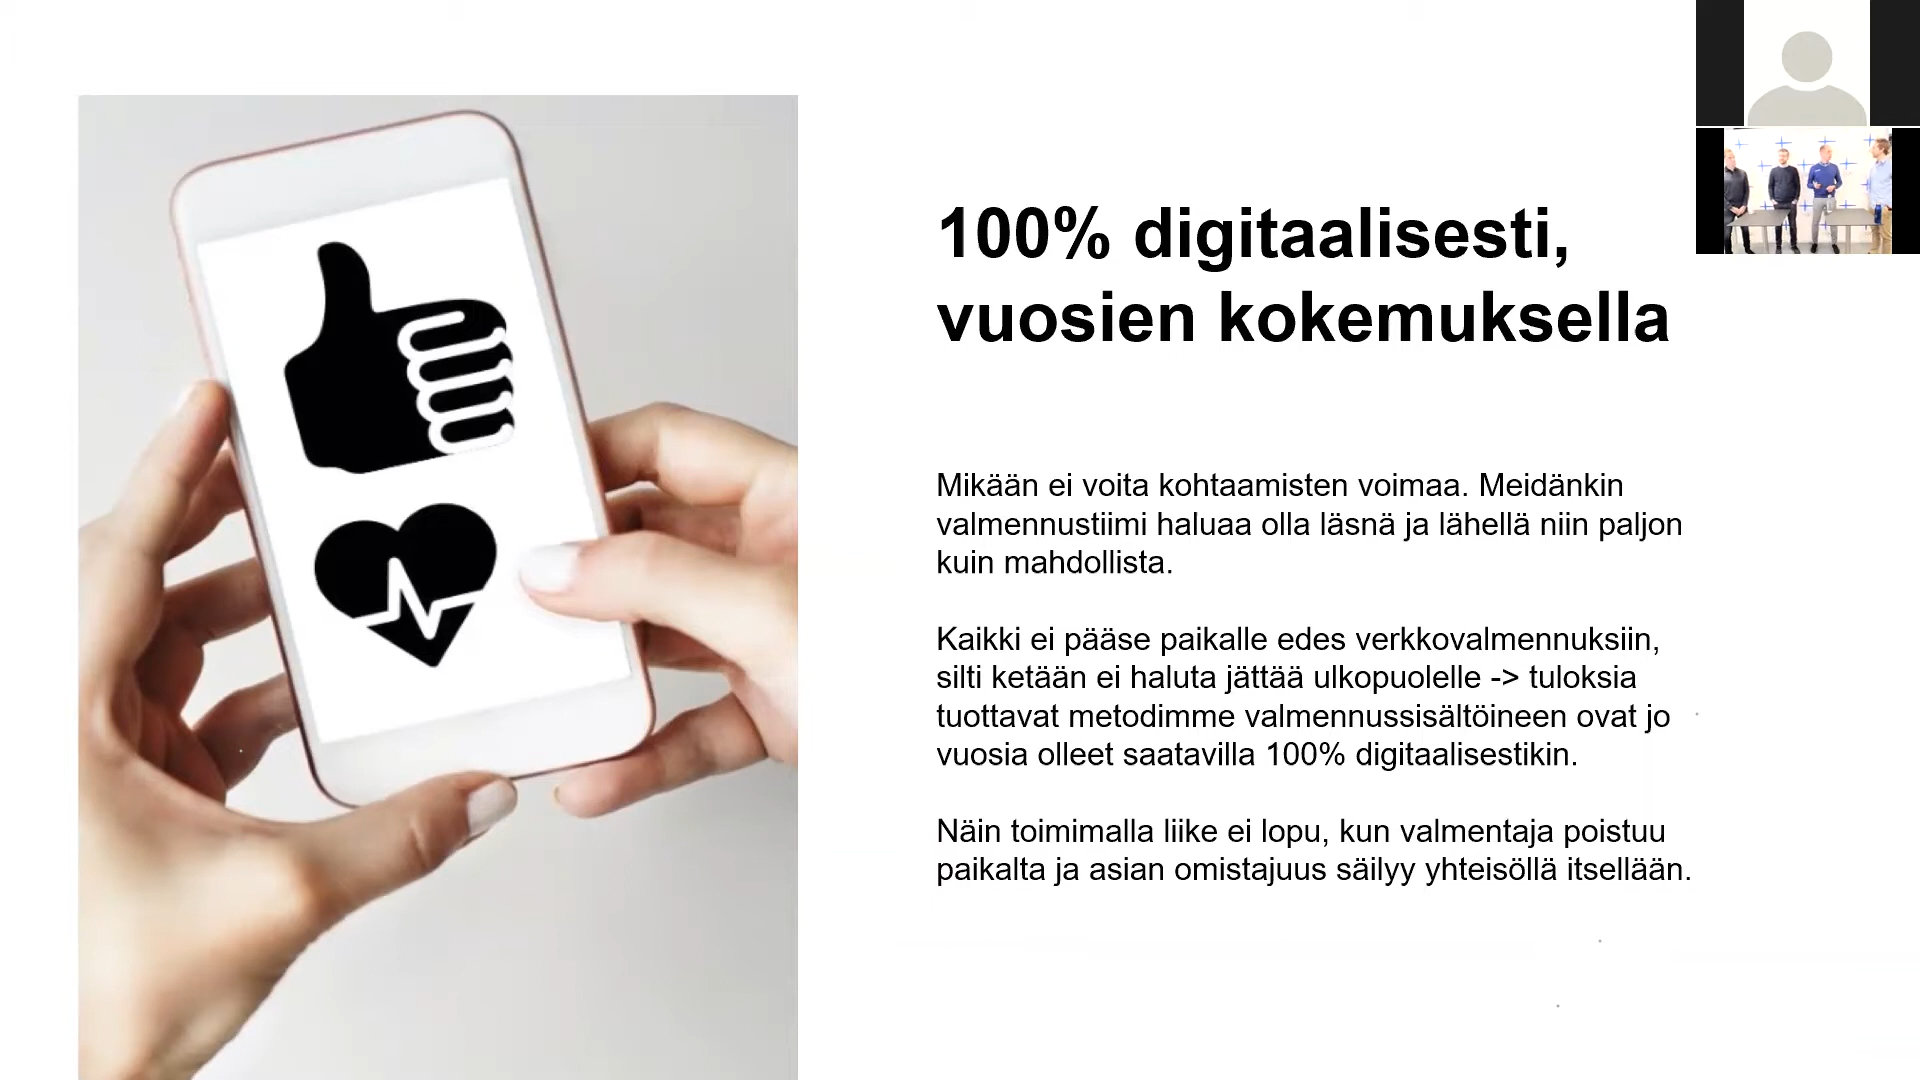 100% digitaalisesti,
vuosien kokemuksella
Mikään ei voita kohtaamisten voimaa. Meidänkin
valmennustiimi haluaa olla läsnä ja lähellä niin paljon
kuin mahdollista.
Kaikki ei pääse paikalle edes verkkovalmennuksiin,
silti ketään ei haluta jättää ulkopuolelle -> tuloksia
tuottavat metodimme valmennussisältöineen ovat jo
vuosia olleet saatavilla 100% digitaalisestikin.
Näin toimimalla liike ei lopu, kun valmentaja poistuu
paikalta ja asian omistajuus säilyy yhteisöllä itsellään.